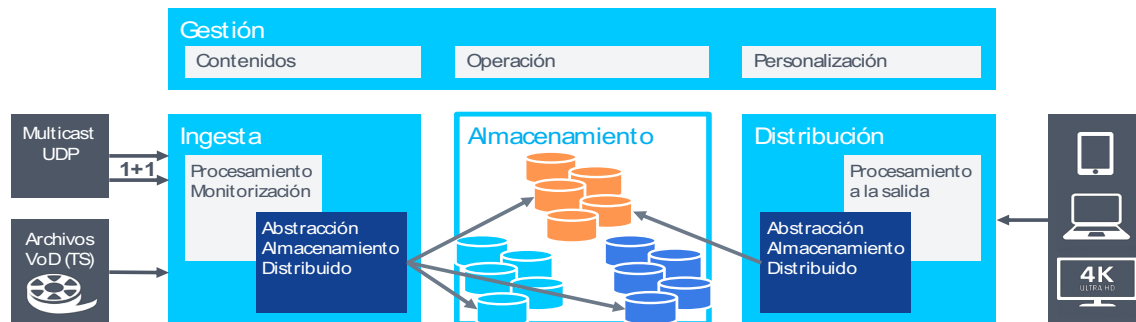 Gestión
Contenidos
Operación
Personalización
Multicast
UDP
1+1
Archivos
VoD (TS)
Ingesta
Procesamiento
Monitorización
Abstracción
Almacenamiento
Distribuido
Almacenamiento
Distribución
Procesamiento
a la salida
Abstracción
Almacenamiento
Distribuido
4K
ULTRA HD